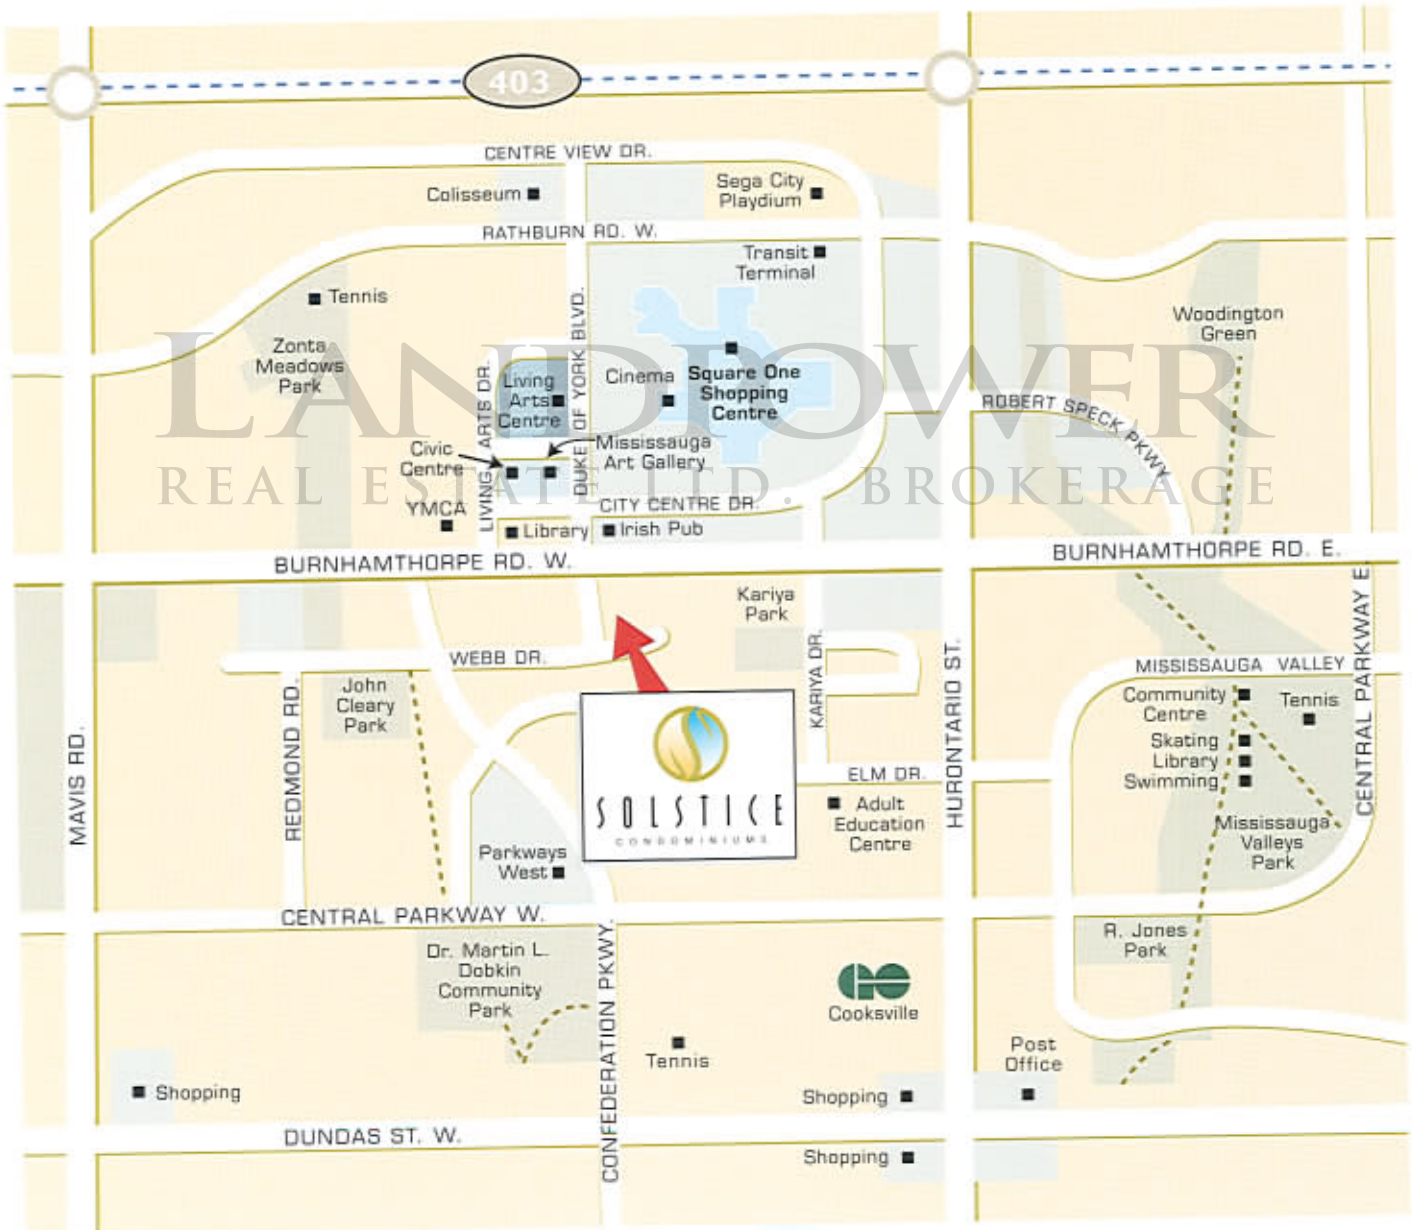 403
CENTRE VIEW DR.
Colisseum
Sega City
Playdium
RATHBURN RD. W.
Transit
Terminal
Tennis
Woodington
Green
Zonta
Meadows
Park
LANDPOWER
REAL ESTATE LTD. BROKERAGE
LIVING ARTS DR.
DUKE OF YORK BLVD.
Living
Arts
Centre
Cinema
Square One
Shopping
Centre
ROBERT SPECK PKWY
Civic
Centre
Mississauga
Art Gallery
YMCA
CITY CENTRE DR.
Library
Irish Pub
BURNHAMTHORPE RD. W.
BURNHAMTHORPE RD. E.
Kariya
Park
WEBB DR.
KARIYA DR.
HURONTARIO ST.
MISSISSAUGA VALLEY
CENTRAL PARKWAY E.
John
Cleary
Park
REDMOND RD.
MAVIS RD.
Community
Centre
Tennis
Skating
Library
Swimming
SOLSTICE
CONDOMINIUMS
ELM DR.
Adult
Education
Centre
Mississauga
Valleys
Park
Parkways
West
CENTRAL PARKWAY W.
CONFEDERATION PKWY.
R. Jones
Park
Dr. Martin L.
Dobkin
Community
Park
GO
Cooksville
Tennis
Post
Office
Shopping
Shopping
DUNDAS ST. W.
Shopping